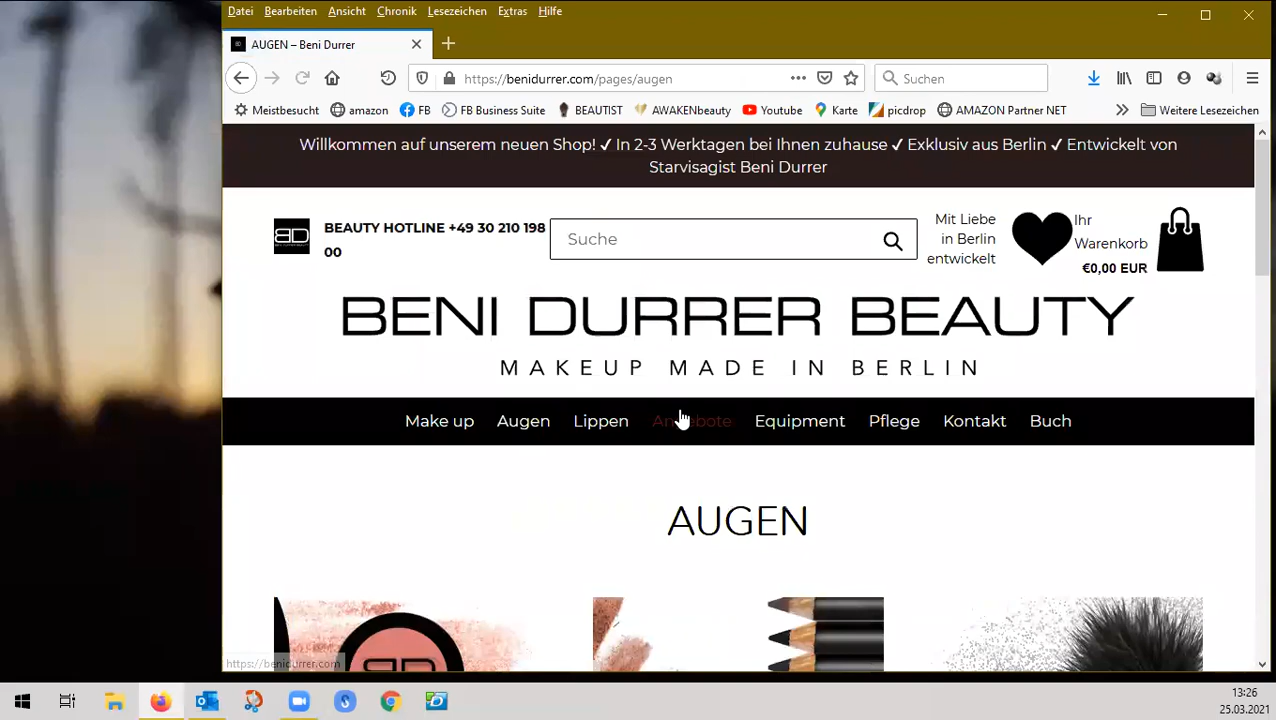 Datei Bearbeiten Ansicht Chronik Lesezeichen Extras Hilfe
AUGEN – Beni Durrer
https://benidurrer.com/pages/augen
Suchen
Meistbesucht amazon FB FB Business Suite BEAUTIST AWAKENbeauty Youtube Karte picdrop AMAZON Partner NET Weitere Lesezeichen
Willkommen auf unserem neuen Shop! ✓ In 2-3 Werktagen bei Ihnen zuhause ✓ Exklusiv aus Berlin ✓ Entwickelt von
Starvisagist Beni Durrer
BD
BEAUTY HOTLINE +49 30 210 198
00
Suche
Mit Liebe
in Berlin
entwickelt
Ihr
Warenkorb
€0,00 EUR
BENI DURRER BEAUTY
MAKEUP MADE IN BERLIN
Make up Augen Lippen Angebote Equipment Pflege Kontakt Buch
AUGEN
BD
https://benidurrer.com
13:26
25.03.2021